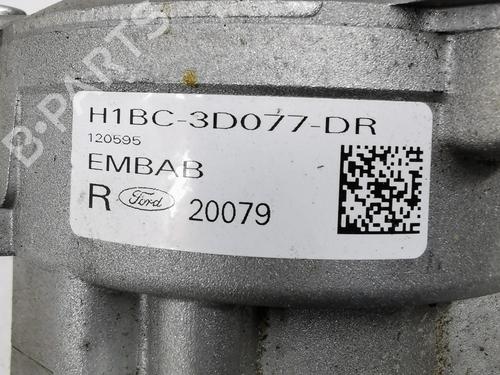 B-PARTS
H1BC-3D077-DR
120595
EMBAB
R Ford 20079